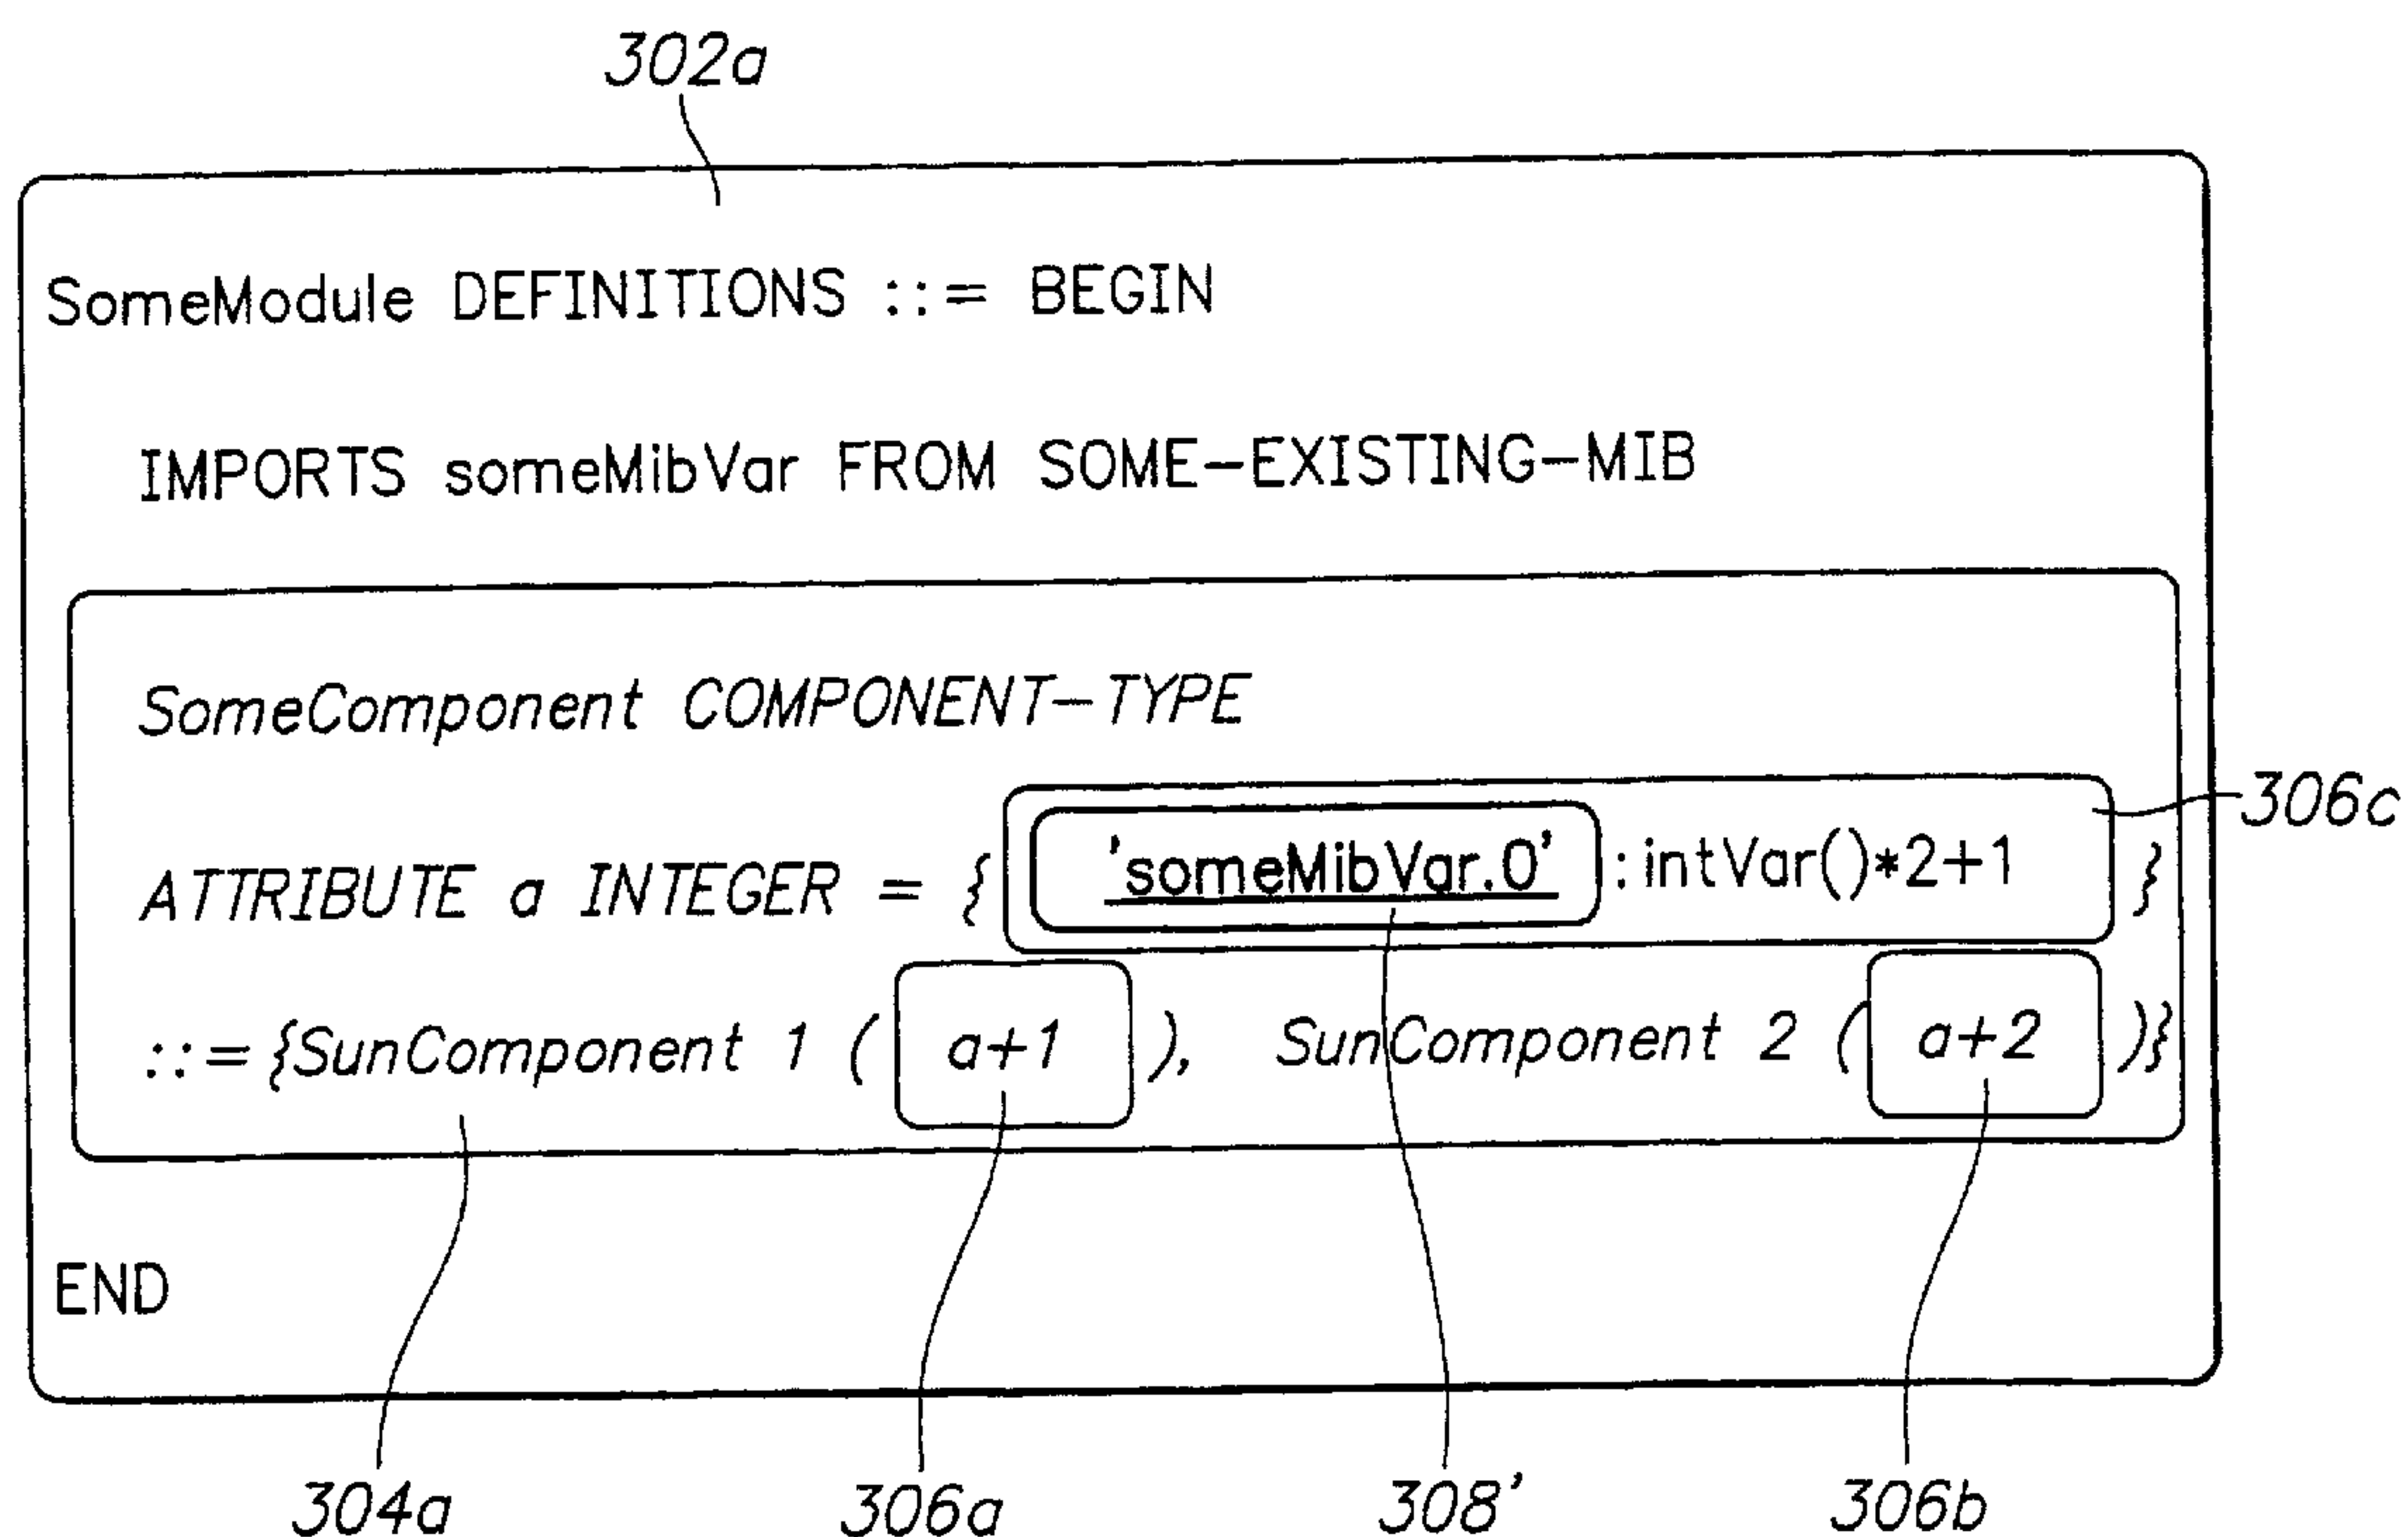 302a
SomeModule DEFINITIONS ::= BEGIN
IMPORTS someMibVar FROM SOME-EXISTING-MIB
SomeComponent COMPONENT-TYPE
306c
ATTRIBUTE a INTEGER = { 'someMibVar.0' :intVar()*2+1 }
::={SunComponent 1 ( a+1 ), SunComponent 2 ( a+2 )}
END
304a 306a 308' 306b